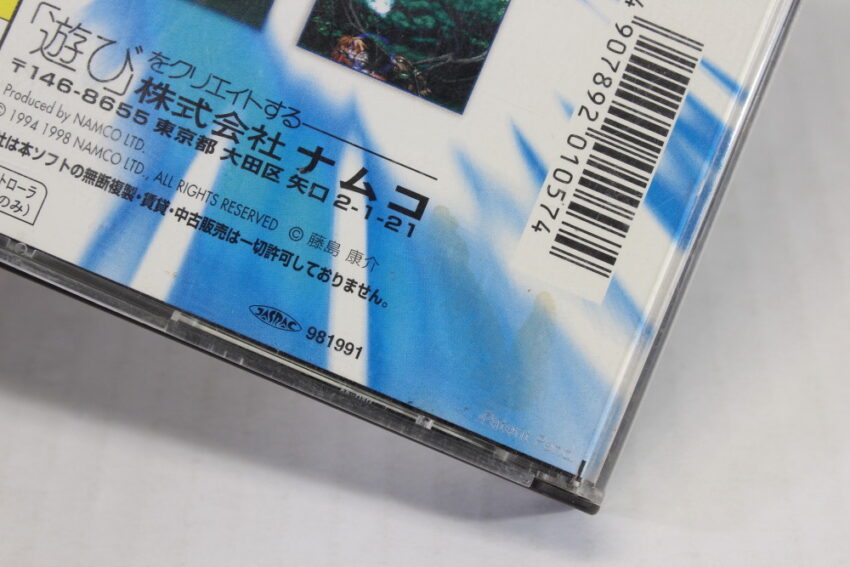 「遊び」をクリエイトする
株式会社ナムコ
〒146-8655 東京都 大田区 矢口 2-1-21
Produced by NAMCO LTD.
© 1994 1998 NAMCO LTD., ALL RIGHTS RESERVED © 藤島 康介
社は本ソフトの無断複製・賃貸・中古販売は一切許可しておりません。
トローラ
のみ)
JASRAC
981991
4 907892 010574